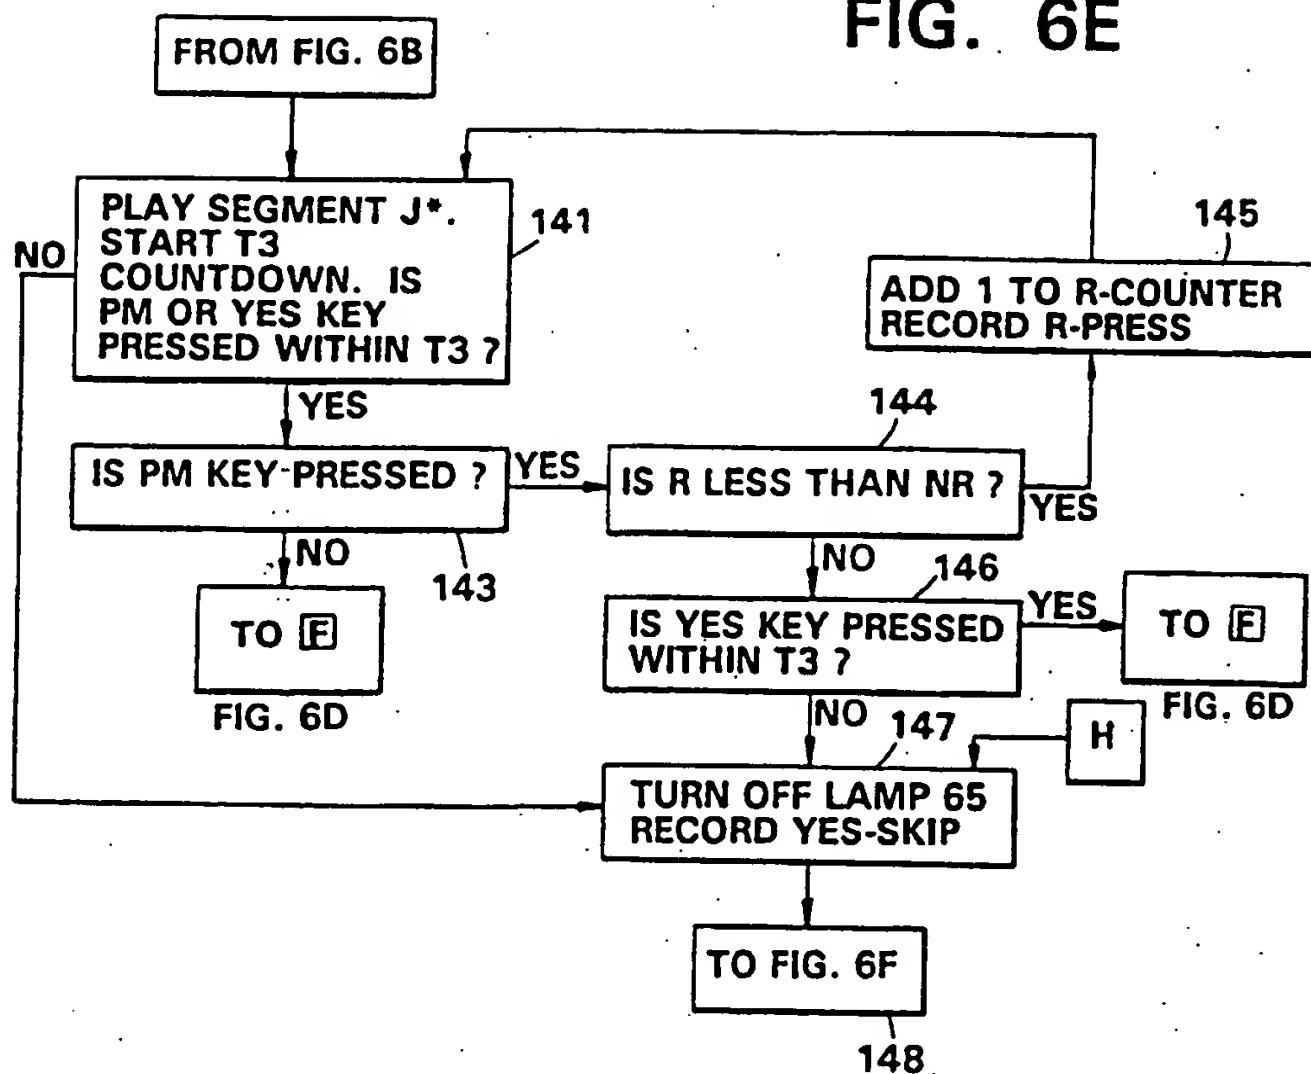 FIG. 6E
FROM FIG. 6B
PLAY SEGMENT J*.
START T3
COUNTDOWN. IS
PM OR YES KEY
PRESSED WITHIN T3 ?
141
NO
145
ADD 1 TO R-COUNTER
RECORD R-PRESS
YES
144
IS PM KEY-PRESSED ?
YES
IS R LESS THAN NR ?
YES
NO
143
NO
146
TO F
FIG. 6D
IS YES KEY PRESSED
WITHIN T3 ?
YES
TO F
FIG. 6D
NO
147
H
TURN OFF LAMP 65
RECORD YES-SKIP
TO FIG. 6F
148